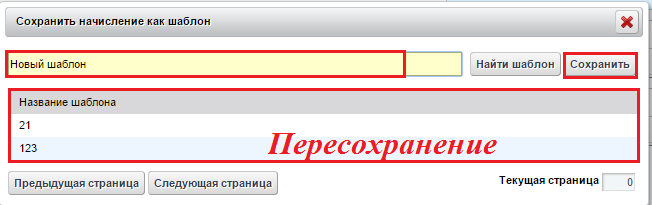 Сохранить начисление как шаблон
Новый шаблон Найти шаблон Сохранить
Название шаблона
21
123
Пересохранение
Предыдущая страница Следующая страница Текущая страница 0